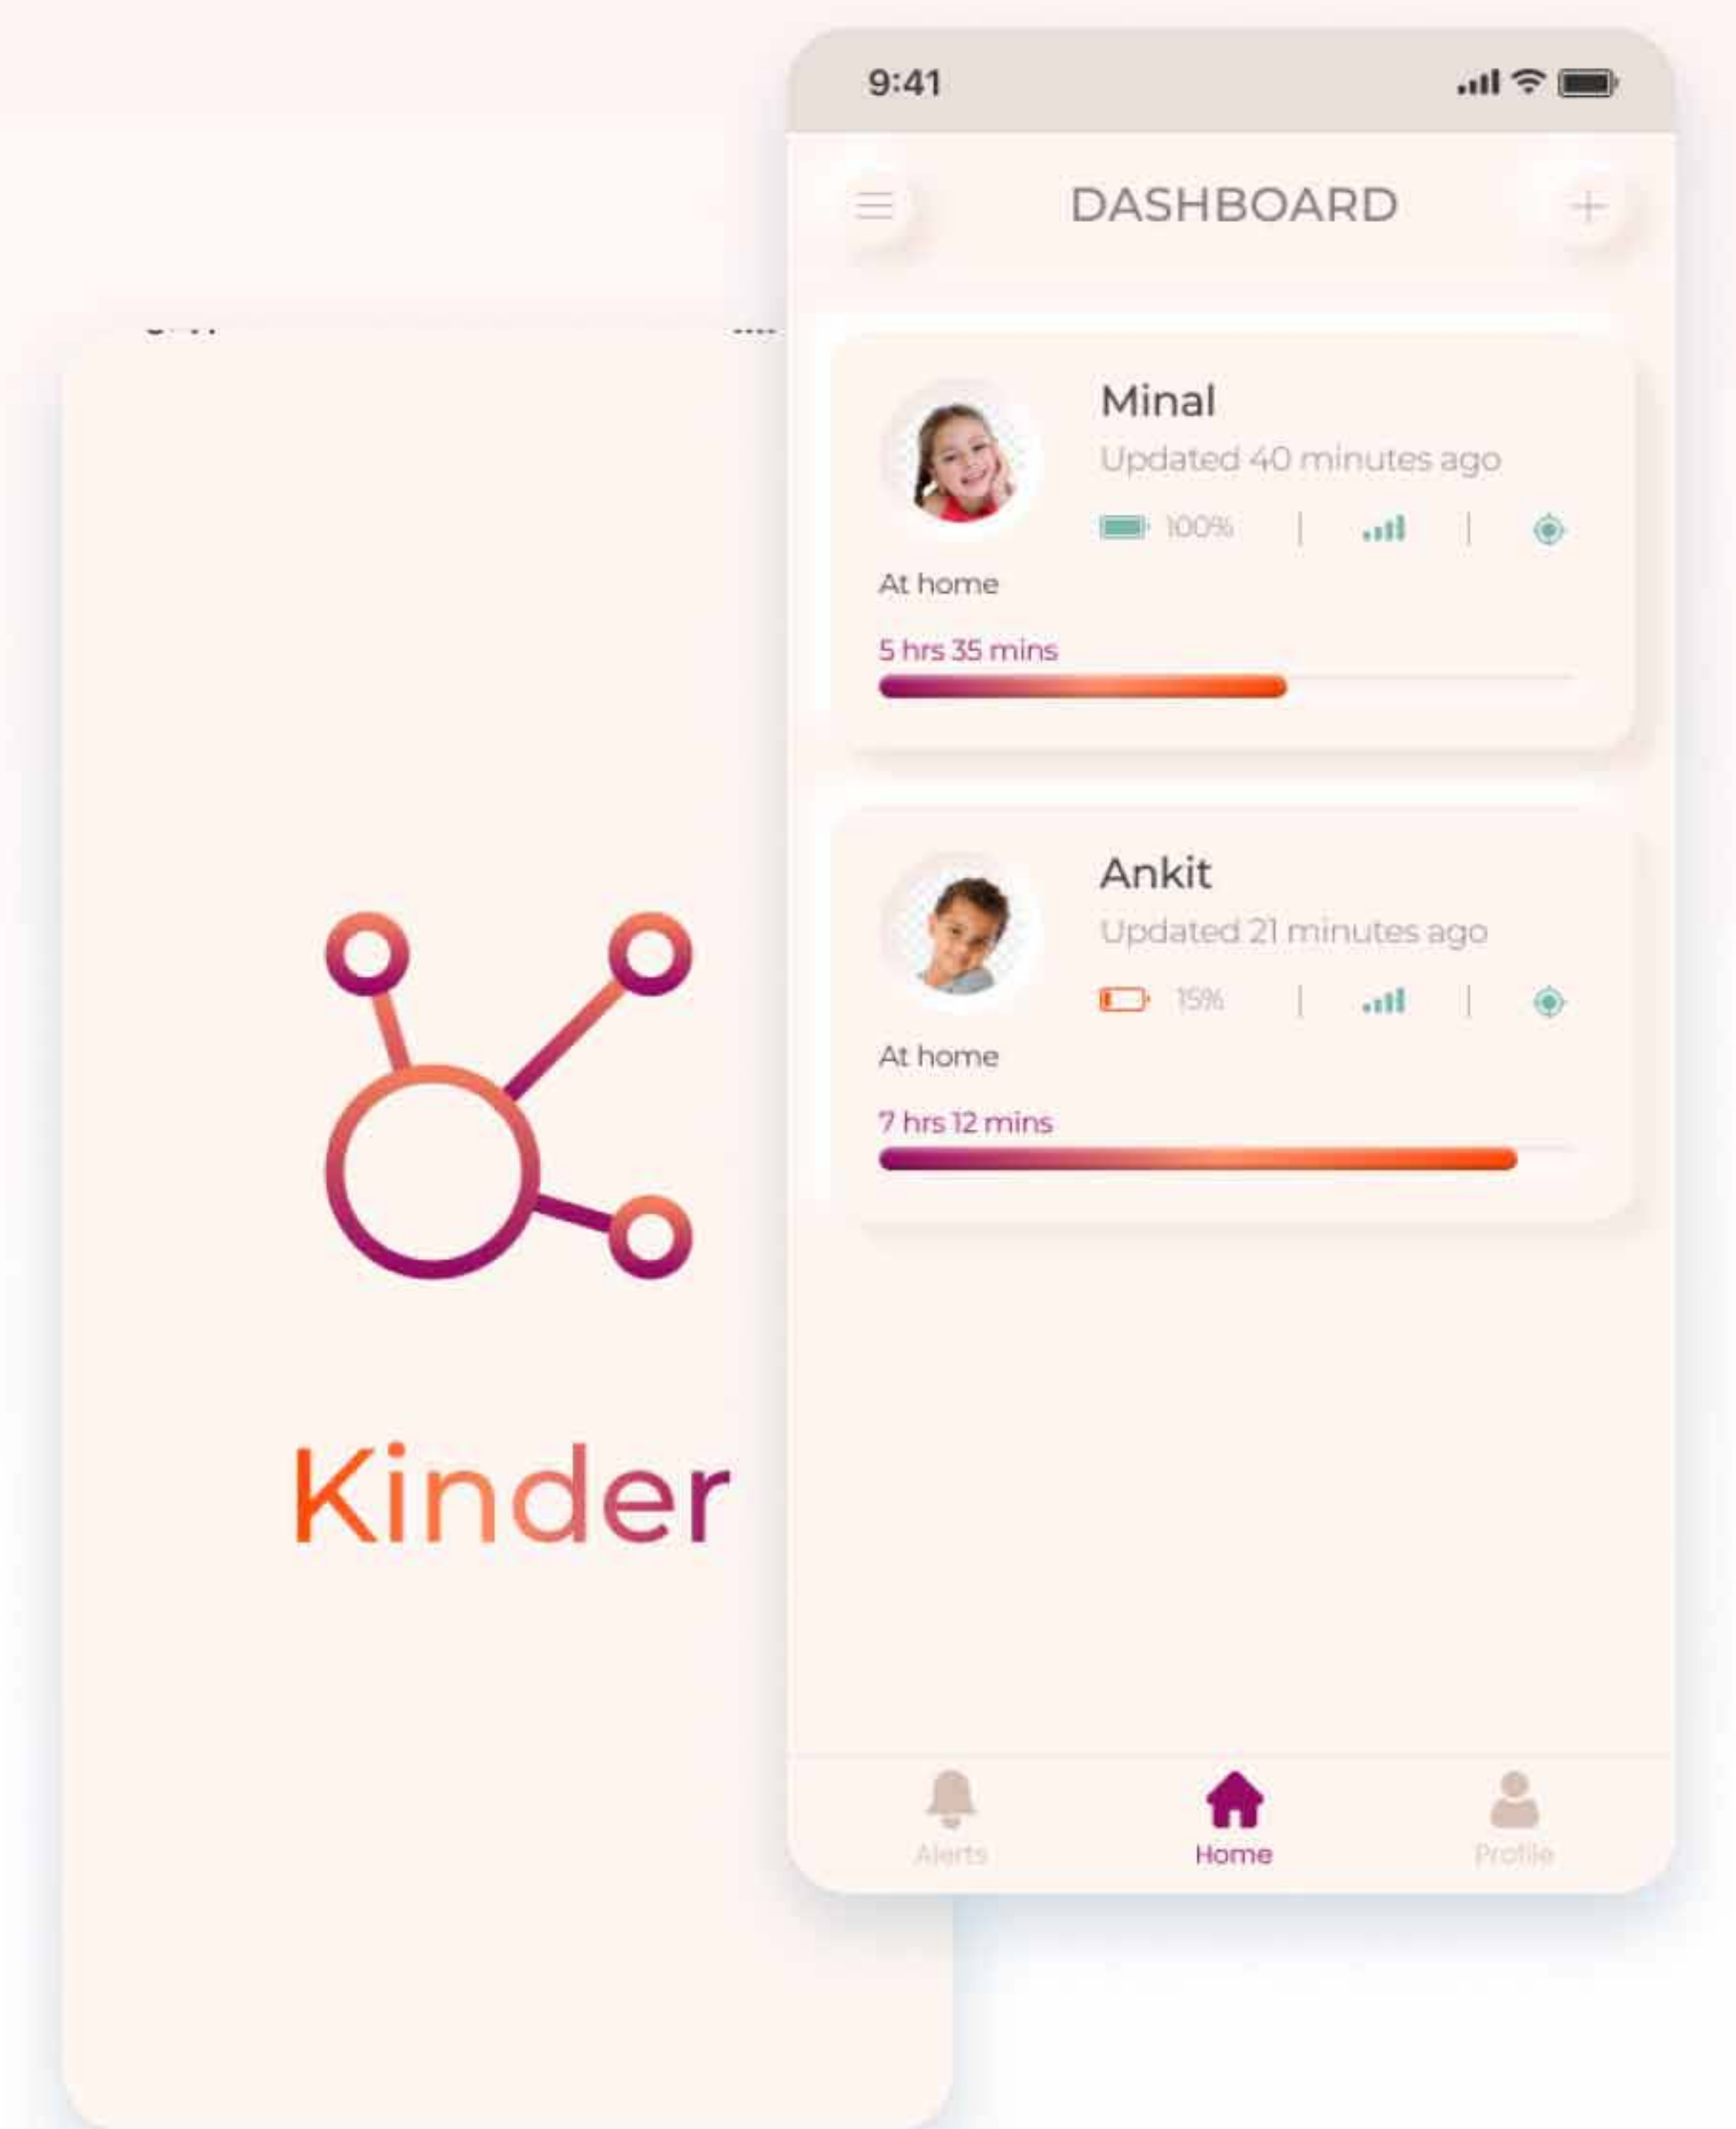 9:41
DASHBOARD
Minal
Updated 40 minutes ago
100%
At home
5 hrs 35 mins
Ankit
Updated 21 minutes ago
15%
At home
7 hrs 12 mins
Alerts
Home
Profile
Kinder